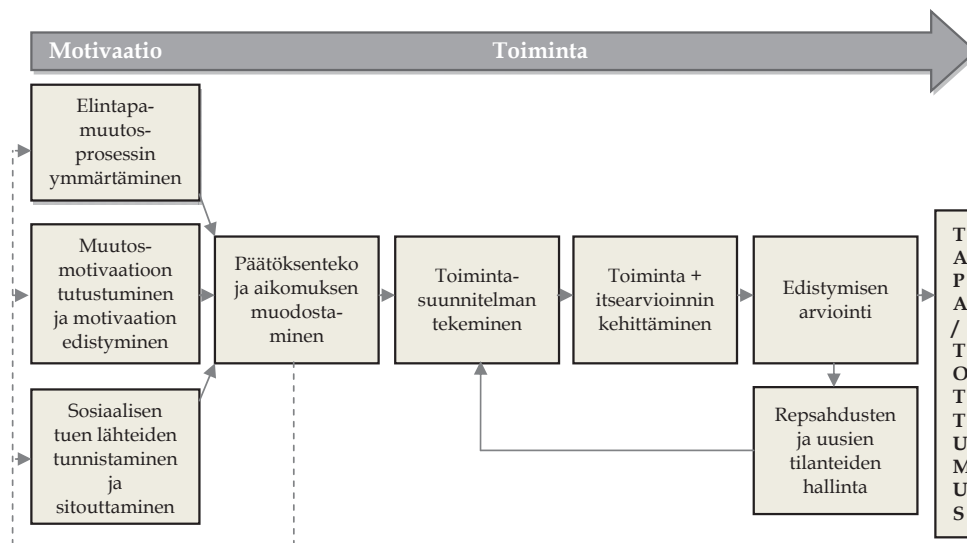 Motivaatio Toiminta
Elintapa-
muutos-
prosessin
ymmärtäminen
Muutos-
motivaatioon
tutustuminen
ja motivaation
edistyminen
Sosiaalisen
tuen lähteiden
tunnistaminen
ja
sitouttaminen
Päätöksenteko
ja aikomuksen
muodosta-
minen
Toiminta-
suunnitelman
tekeminen
Toiminta +
itsearvioinnin
kehittäminen
Edistymisen
arviointi
Repsahdusten
ja uusien
tilanteiden
hallinta
T
A
P
A
/
T
O
T
T
U
M
U
S